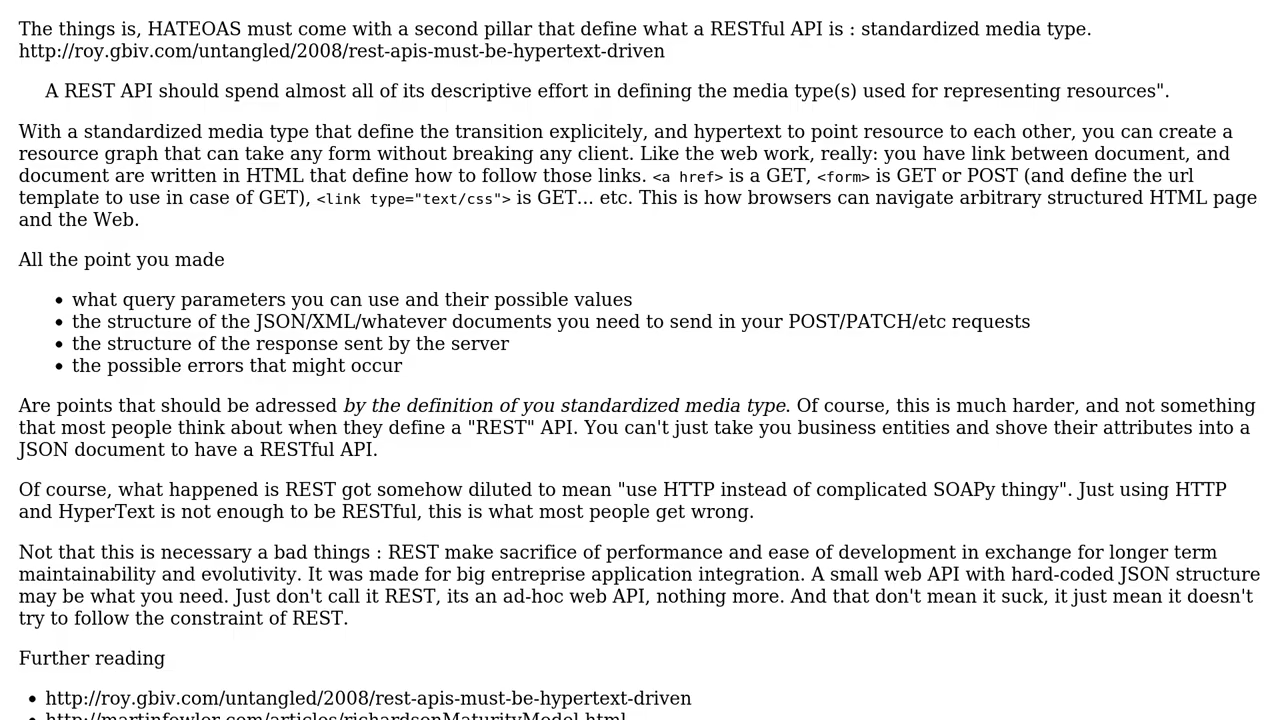 The things is, HATEOAS must come with a second pillar that define what a RESTful API is : standardized media type.
http://roy.gbiv.com/untangled/2008/rest-apis-must-be-hypertext-driven
A REST API should spend almost all of its descriptive effort in defining the media type(s) used for representing resources".
With a standardized media type that define the transition explicitely, and hypertext to point resource to each other, you can create a
resource graph that can take any form without breaking any client. Like the web work, really: you have link between document, and
document are written in HTML that define how to follow those links. <a href> is a GET, <form> is GET or POST (and define the url
template to use in case of GET), <link type="text/css"> is GET... etc. This is how browsers can navigate arbitrary structured HTML page
and the Web.
All the point you made
• what query parameters you can use and their possible values
• the structure of the JSON/XML/whatever documents you need to send in your POST/PATCH/etc requests
• the structure of the response sent by the server
• the possible errors that might occur
Are points that should be adressed by the definition of you standardized media type. Of course, this is much harder, and not something
that most people think about when they define a "REST" API. You can't just take you business entities and shove their attributes into a
JSON document to have a RESTful API.
Of course, what happened is REST got somehow diluted to mean "use HTTP instead of complicated SOAPy thingy". Just using HTTP
and HyperText is not enough to be RESTful, this is what most people get wrong.
Not that this is necessary a bad things : REST make sacrifice of performance and ease of development in exchange for longer term
maintainability and evolutivity. It was made for big entreprise application integration. A small web API with hard-coded JSON structure
may be what you need. Just don't call it REST, its an ad-hoc web API, nothing more. And that don't mean it suck, it just mean it doesn't
try to follow the constraint of REST.
Further reading
• http://roy.gbiv.com/untangled/2008/rest-apis-must-be-hypertext-driven
• http://martinfowler.com/articles/richardsonMaturityModel.html